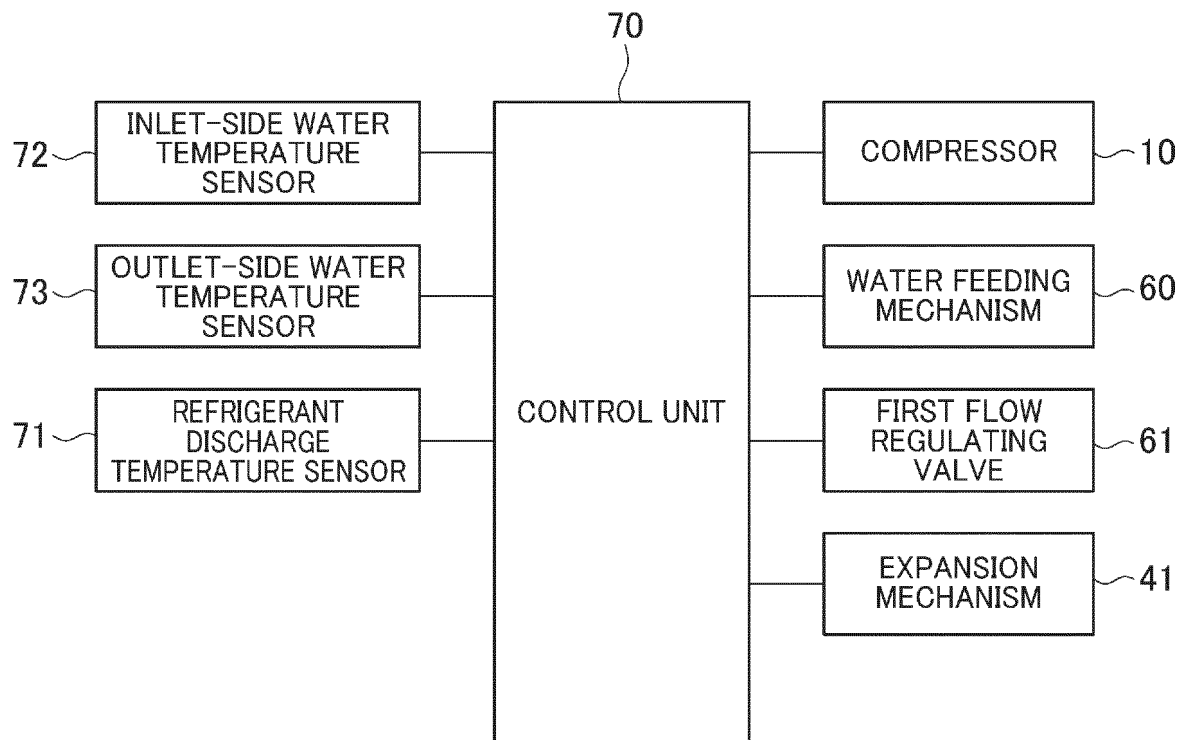 70
INLET-SIDE WATER
TEMPERATURE
SENSOR
72
OUTLET-SIDE WATER
TEMPERATURE
SENSOR
73
REFRIGERANT
DISCHARGE
TEMPERATURE SENSOR
71
CONTROL UNIT
COMPRESSOR
10
WATER FEEDING
MECHANISM
60
FIRST FLOW
REGULATING
VALVE
61
EXPANSION
MECHANISM
41